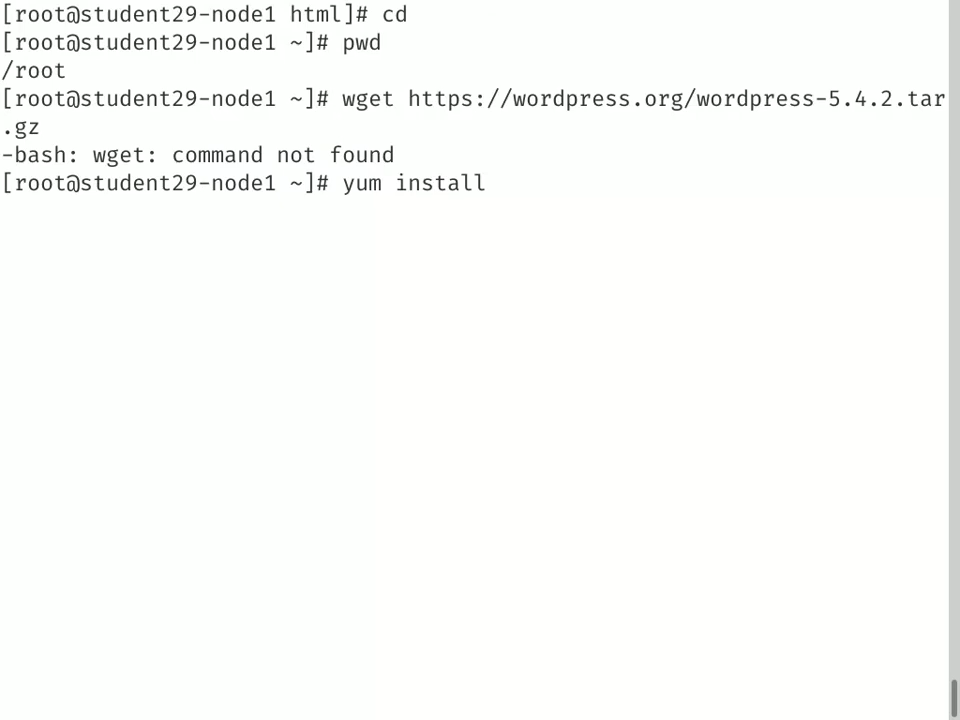 [root@student29-node1 html]# cd
[root@student29-node1 ~]# pwd
/root
[root@student29-node1 ~]# wget https://wordpress.org/wordpress-5.4.2.tar
.gz
-bash: wget: command not found
[root@student29-node1 ~]# yum install